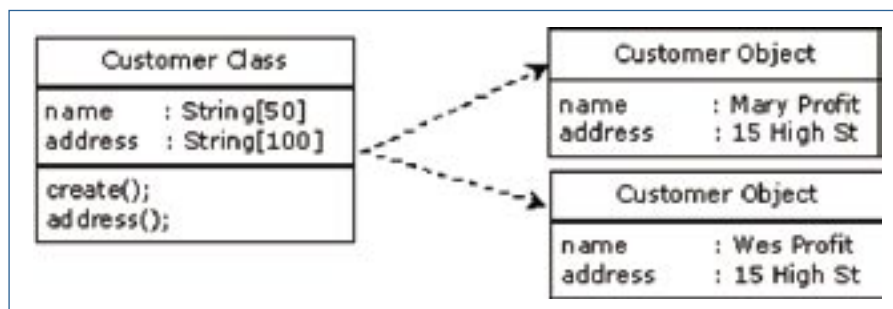 Customer Class
name : String[50]
address : String[100]
create();
address();
Customer Object
name : Mary Profit
address : 15 High St
Customer Object
name : Wes Profit
address : 15 High St